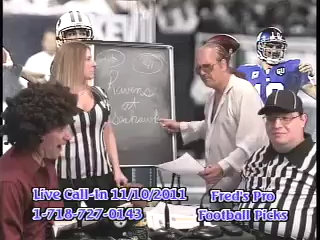 Ravens
at
Seahawks
Live Call-in 11/10/2011
1-718-727-0143
Fred's Pro
Football Picks